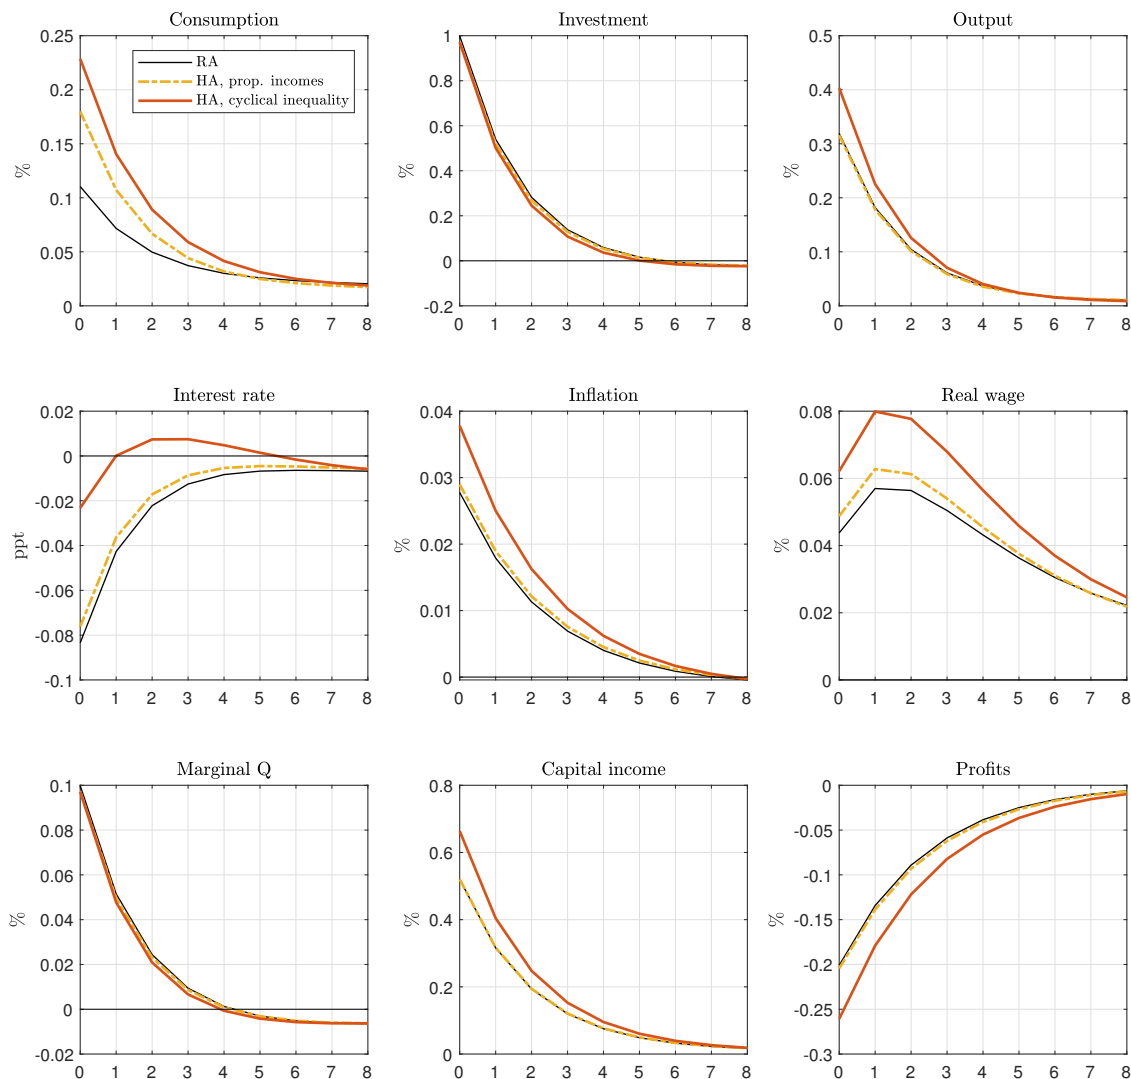 Consumption
0.25
0.2
0.15
0.1
0.05
0
%
0 1 2 3 4 5 6 7 8
RA
HA, prop. incomes
HA, cyclical inequality
Investment
1
0.8
0.6
0.4
0.2
0
-0.2
%
0 1 2 3 4 5 6 7 8
Output
0.5
0.4
0.3
0.2
0.1
0
%
0 1 2 3 4 5 6 7 8
Interest rate
0.02
0
-0.02
-0.04
-0.06
-0.08
-0.1
ppt
0 1 2 3 4 5 6 7 8
Inflation
0.04
0.03
0.02
0.01
0
%
0 1 2 3 4 5 6 7 8
Real wage
0.08
0.06
0.04
0.02
0
%
0 1 2 3 4 5 6 7 8
Marginal Q
0.1
0.08
0.06
0.04
0.02
0
-0.02
%
0 1 2 3 4 5 6 7 8
Capital income
0.8
0.6
0.4
0.2
0
%
0 1 2 3 4 5 6 7 8
Profits
0
-0.05
-0.1
-0.15
-0.2
-0.25
-0.3
%
0 1 2 3 4 5 6 7 8